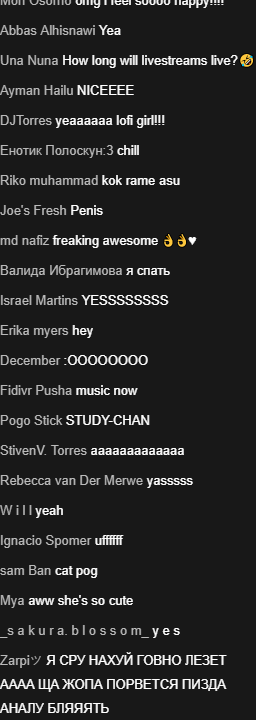 Mon Osorno omg i feel soooo happy!!!!
Abbas Alhisnawi Yea
Una Nuna How long will livestreams live?🤣
Ayman Hailu NICEEEE
DJTorres yeaaaaaa lofi girl!!!
Енотик Полоскун:3 chill
Riko muhammad kok rame asu
Joe's Fresh Penis
md nafiz freaking awesome 👌👌♥
Валида Ибрагимова я спать
Israel Martins YESSSSSSSS
Erika myers hey
December :OOOOOOOO
Fidivr Pusha music now
Pogo Stick STUDY-CHAN
StivenV. Torres aaaaaaaaaaaaa
Rebecca van Der Merwe yasssss
W i l l yeah
Ignacio Spomer uffffff
sam Ban cat pog
Mya aww she's so cute
_s a k u r a. b l o s s o m_ y e s
Zarpiツ Я СРУ НАХУЙ ГОВНО ЛЕЗЕТ
АААА ЩА ЖОПА ПОРВЕТСЯ ПИЗДА
АНАЛУ БЛЯЯЯТЬ